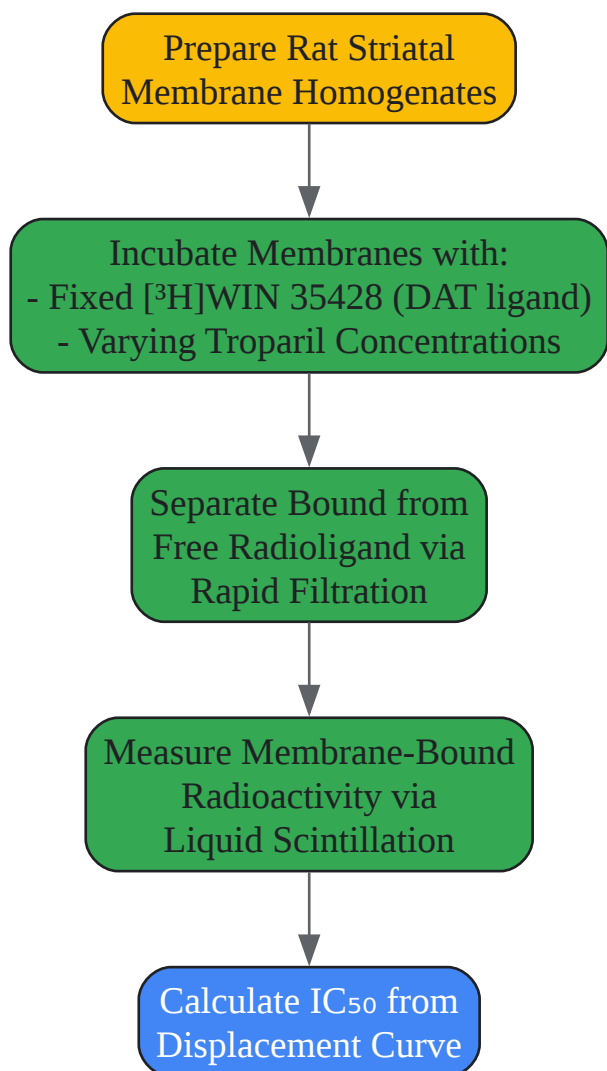 Prepare Rat Striatal
Membrane Homogenates
Incubate Membranes with:
- Fixed [³H]WIN 35428 (DAT ligand)
- Varying Troparil Concentrations
Separate Bound from
Free Radioligand via
Rapid Filtration
Measure Membrane-Bound
Radioactivity via
Liquid Scintillation
Calculate IC₅₀ from
Displacement Curve